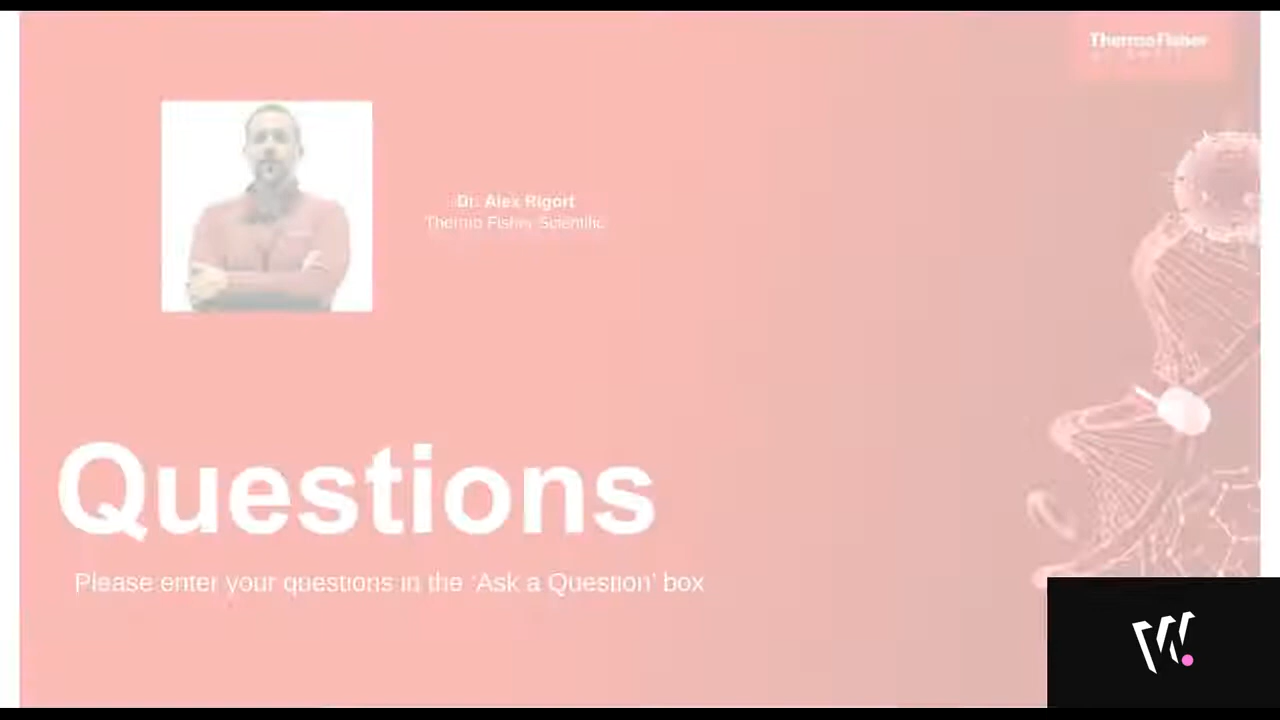 ThermoFisher
Dr. Alex Rigort
Thermo Fisher Scientific
Questions
Please enter your questions in the 'Ask a Question' box